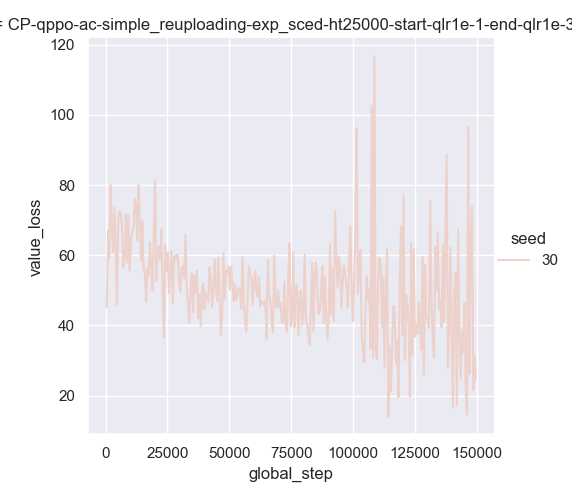 = CP-qppo-ac-simple_reuploading-exp_sced-ht25000-start-qlr1e-1-end-qlr1e-3
120
100
80
60
40
20
value_loss
0 25000 50000 75000 100000 125000 150000
global_step
seed
30